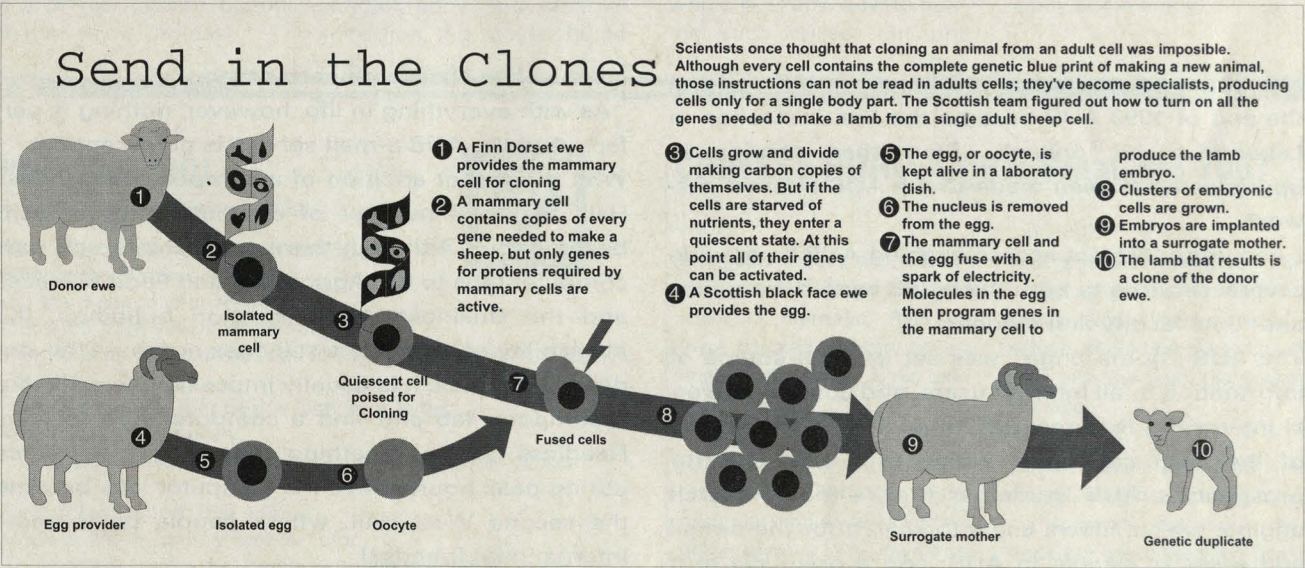 Send in the Clones
Scientists once thought that cloning an animal from an adult cell was imposible.
Although every cell contains the complete genetic blue print of making a new animal,
those instructions can not be read in adults cells; they've become specialists, producing
cells only for a single body part. The Scottish team figured out how to turn on all the
genes needed to make a lamb from a single adult sheep cell.
1 A Finn Dorset ewe
provides the mammary
cell for cloning
2 A mammary cell
contains copies of every
gene needed to make a
sheep. but only genes
for protiens required by
mammary cells are
active.
3 Cells grow and divide
making carbon copies of
themselves. But if the
cells are starved of
nutrients, they enter a
quiescent state. At this
point all of their genes
can be activated.
4 A Scottish black face ewe
provides the egg.
5 The egg, or oocyte, is
kept alive in a laboratory
dish.
6 The nucleus is removed
from the egg.
7 The mammary cell and
the egg fuse with a
spark of electricity.
Molecules in the egg
then program genes in
the mammary cell to
produce the lamb
embryo.
8 Clusters of embryonic
cells are grown.
9 Embryos are implanted
into a surrogate mother.
10 The lamb that results is
a clone of the donor
ewe.
1
Donor ewe
2
Isolated
mammary
cell
3
Quiescent cell
poised for
Cloning
4
Egg provider
5
Isolated egg
6
Oocyte
7
Fused cells
8
9
Surrogate mother
10
Genetic duplicate